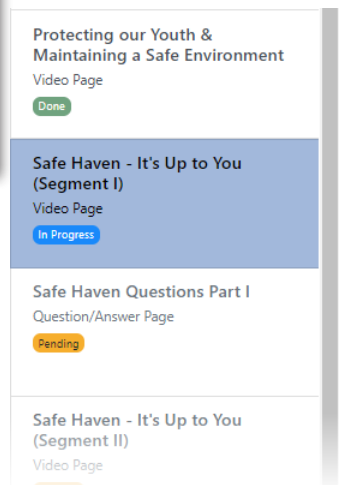 Protecting our Youth &
Maintaining a Safe Environment
Video Page
Done
Safe Haven - It's Up to You
(Segment I)
Video Page
In Progress
Safe Haven Questions Part I
Question/Answer Page
Pending
Safe Haven - It's Up to You
(Segment II)
Video Page